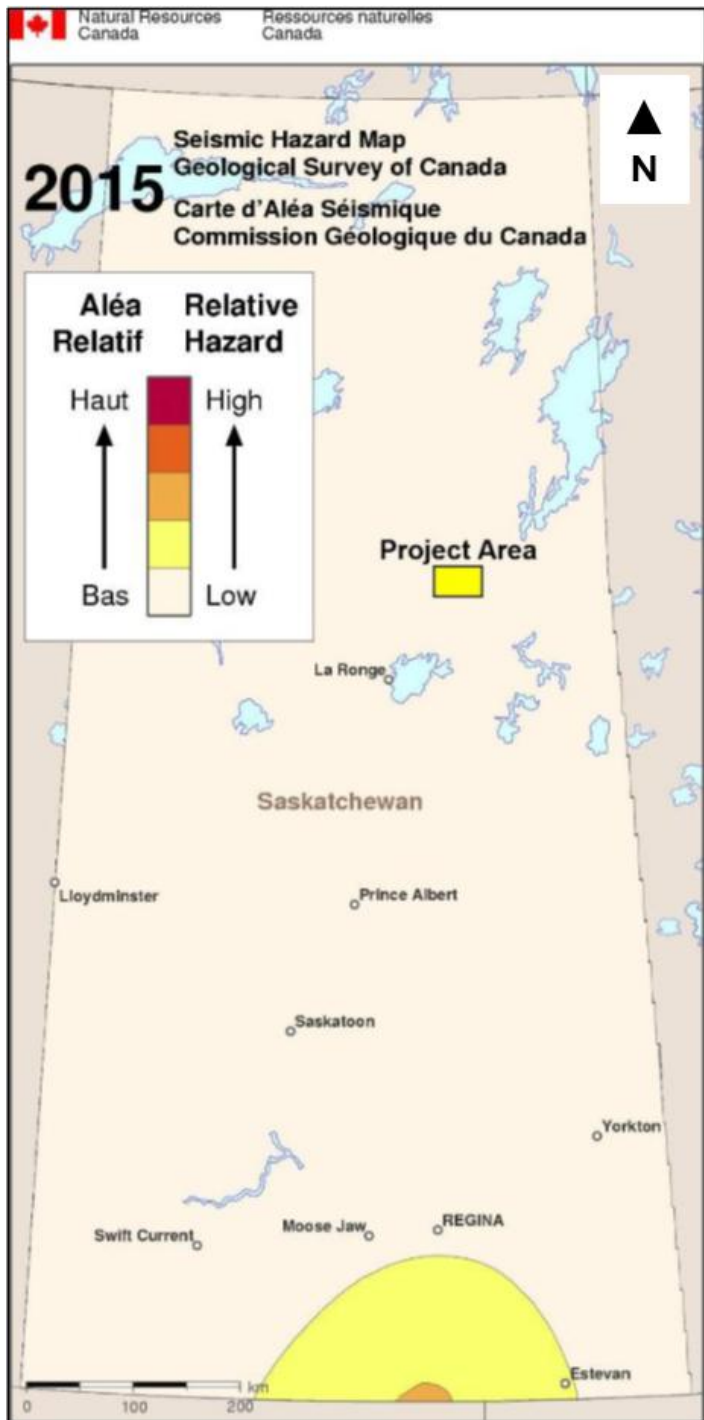 Natural Resources
Canada
Ressources naturelles
Canada
N
2015
Seismic Hazard Map
Geological Survey of Canada
Carte d'Aléa Séismique
Commission Géologique du Canada
Aléa
Relatif
Relative
Hazard
Haut
High
Bas
Low
Project Area
La Ronge
Saskatchewan
Lloydminster
Prince Albert
Saskatoon
Yorkton
Swift Current
Moose Jaw
REGINA
Estevan
km
0 100 200